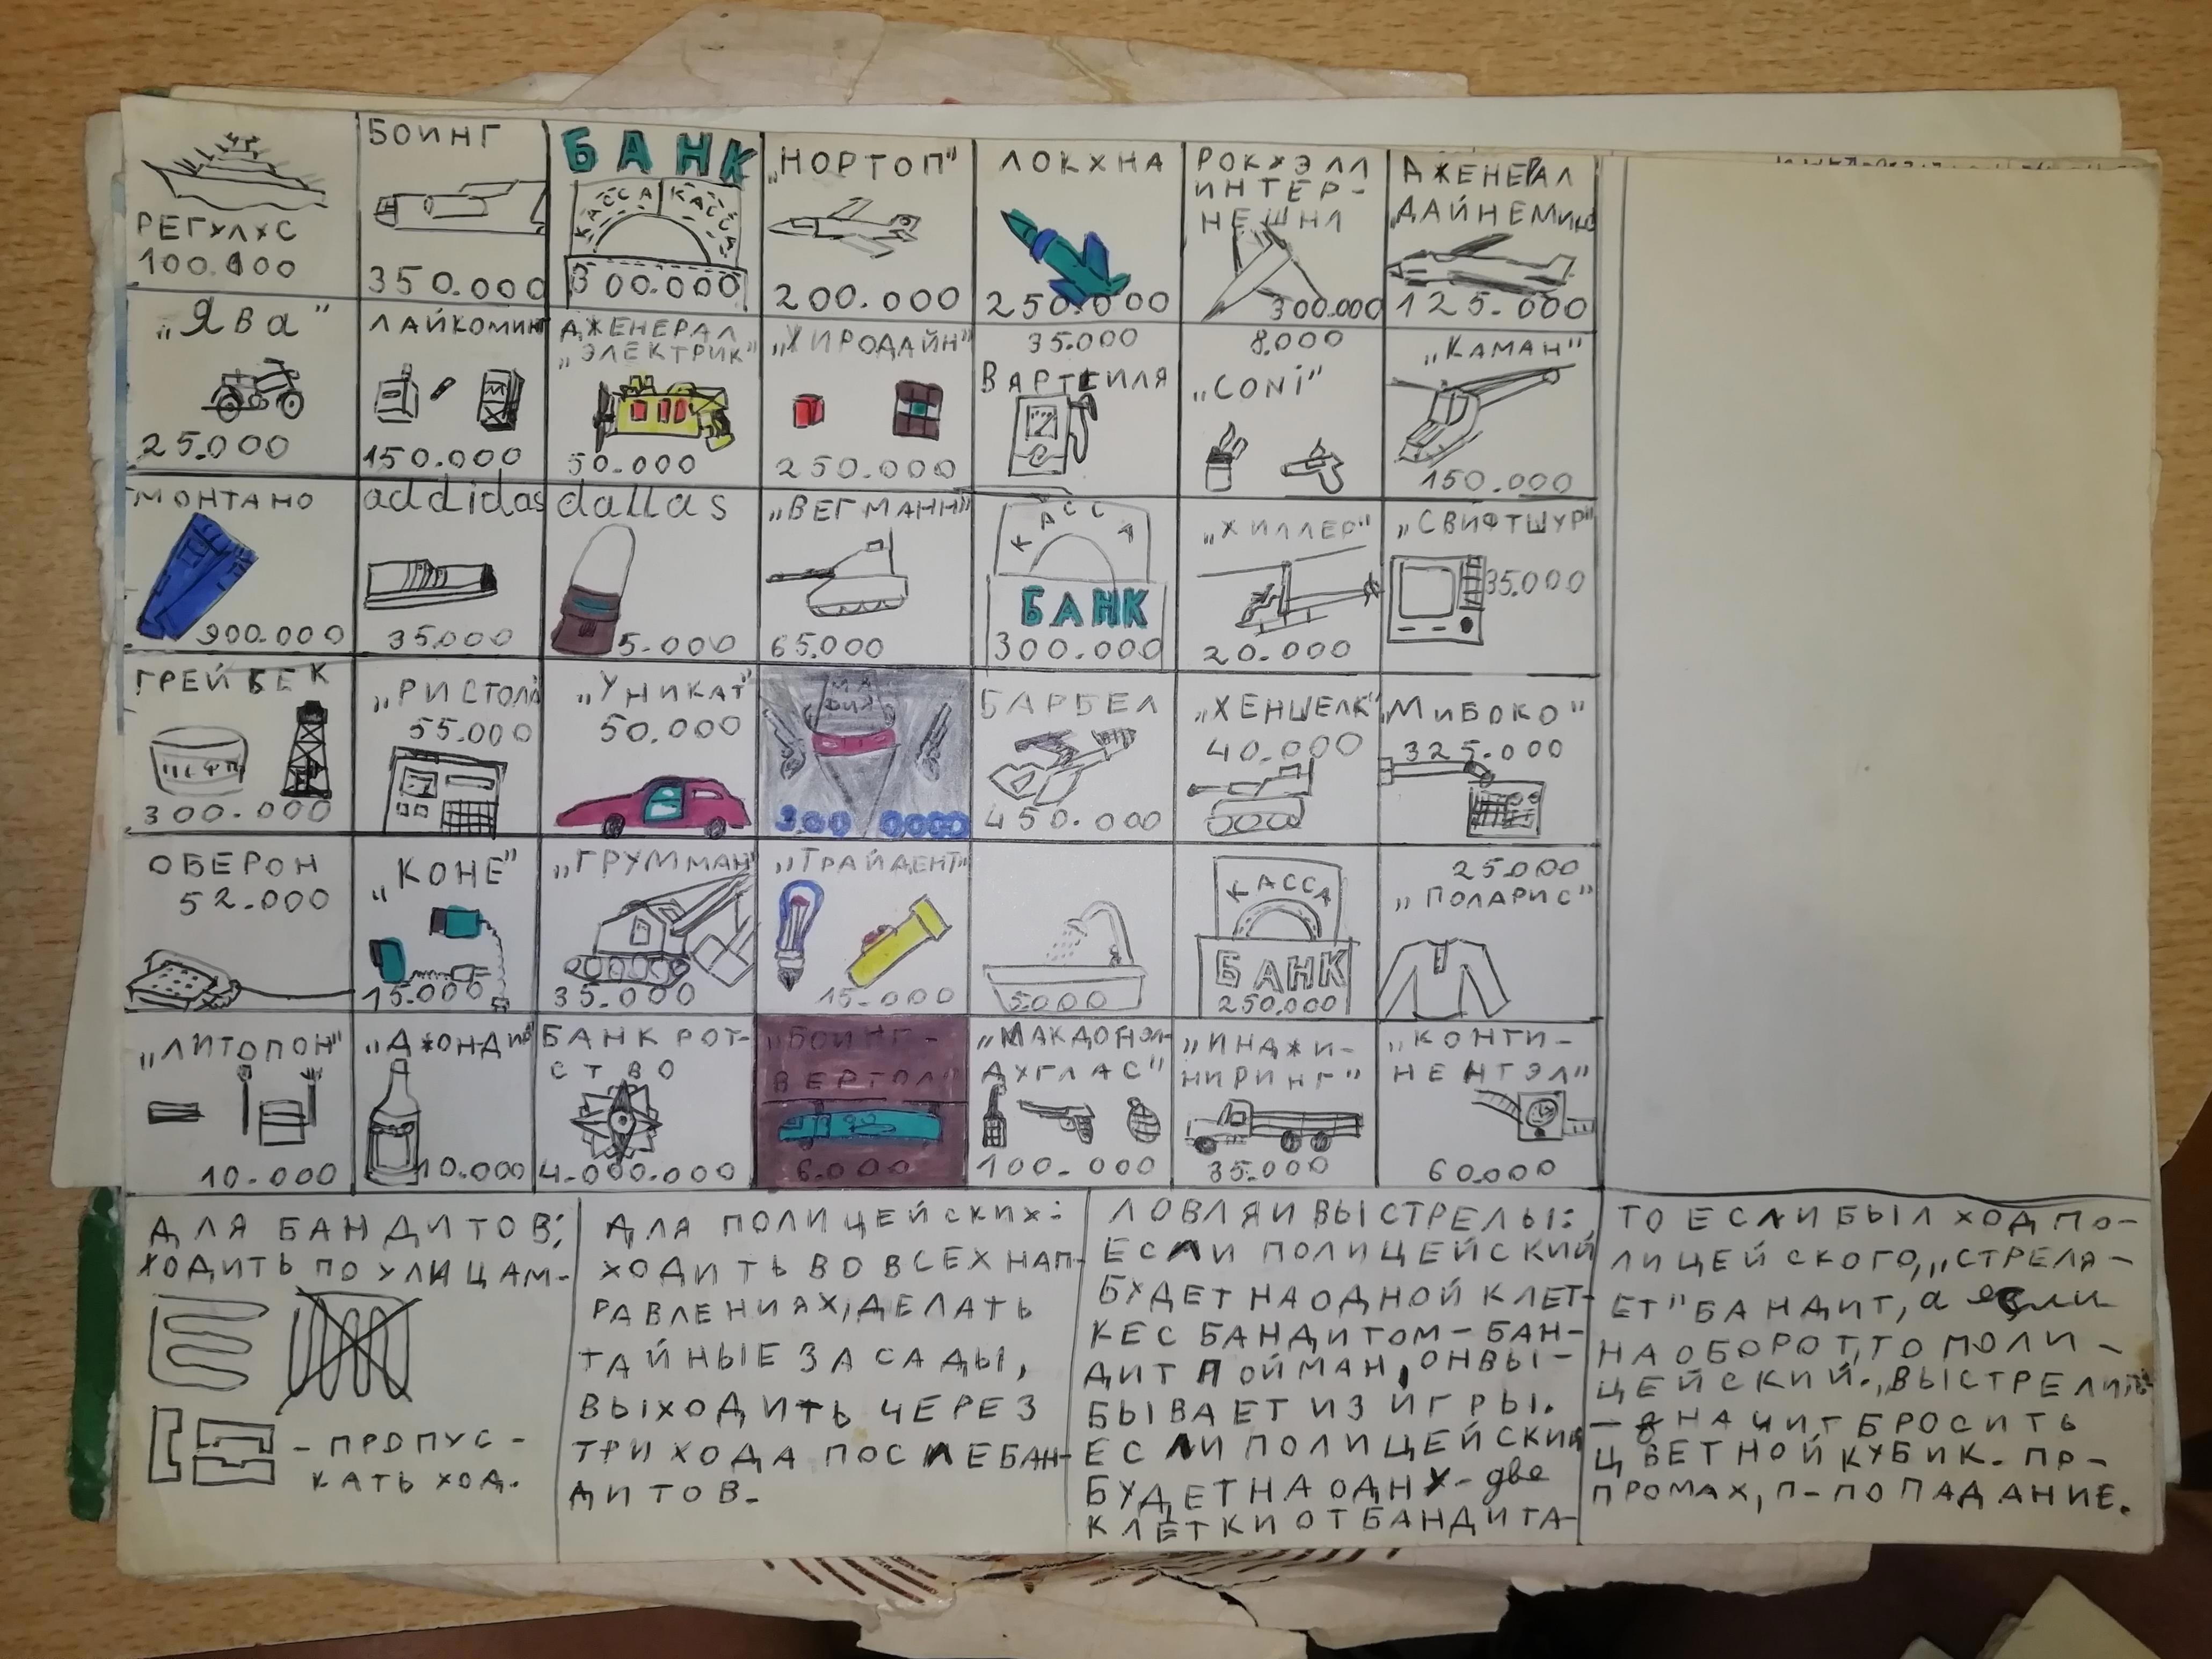 РЕГУЛУС
100.000
БОИНГ
350.000
БАНК
КАССА КАССА
300.000
„НОРТОП"
200.000
ЛОКХНА
250.000
РОКХЭЛЛ
ИНТЕР-
НЕШНЛ
300.000
ДЖЕНЕРАЛ
ДАЙНЕМИКС
125.000
„Ява"
25.000
ЛАЙКОМИНГ
150.000
ДЖЕНЕРАЛ
„ЭЛЕКТРИК"
50.000
„ХИРОДАЙН"
250.000
35.000
ВАРТСИЛЯ
8.000
„CONi"
„КАМАН"
150.000
МОНТАНО
900.000
addidas
35.000
dallas
5.000
„ВЕГМАНН"
65.000
КАССА
БАНК
300.000
„ХИЛЛЕР"
20.000
„СВИФТШУР"
35.000
ГРЕЙБЕК
300.000
„РИСТОЛ"
55.000
„УНИКАТ"
50.000
МА
ФИЯ
300 0000
БАРБЕЛ
450.000
„ХЕНШЕЛК"
40.000
„МИБОКО"
325.000
ОБЕРОН
52.000
„КОНЕ"
15.000
„ГРУММАН"
35.000
„ТРАЙДЕНТ"
15.000
5000
КАССА
БАНК
250.000
25.000
„ПОЛАРИС"
„ЛИТОПОН"
10.000
„ДЖОНДИ"
10.000
БАНКРОТ-
СТВО
4.000.000
„БОИНГ-
ВЕРТОЛ"
6.000
„МАКДОНЭЛ-
ДУГЛАС"
100.000
„ИНДЖИ-
НИРИНГ"
35.000
„КОНТИ-
НЕНТЭЛ"
60.000
ДЛЯ БАНДИТОВ:
ХОДИТЬ ПО УЛИЦАМ-
- ПРОПУС-
КАТЬ ХОД.
ДЛЯ ПОЛИЦЕЙСКИХ:
ХОДИТЬ ВО ВСЕХ НАП-
РАВЛЕНИЯХ, ДЕЛАТЬ
ТАЙНЫЕ ЗАСАДЫ,
ВЫХОДИТЬ ЧЕРЕЗ
ТРИ ХОДА ПОСЛЕ БАН-
ДИТОВ.
ЛОВЛЯ И ВЫСТРЕЛЫ:
ЕСЛИ ПОЛИЦЕЙСКИЙ
БУДЕТ НА ОДНОЙ КЛЕТ-
КЕ С БАНДИТОМ - БАН-
ДИТ ПОЙМАН, ОН ВЫ-
БЫВАЕТ ИЗ ИГРЫ.
ЕСЛИ ПОЛИЦЕЙСКИЙ
БУДЕТ НА ОДНУ - две
КЛЕТКИ ОТ БАНДИТА-
ТО ЕСЛИ БЫЛ ХОД ПО-
ЛИЦЕЙСКОГО, „СТРЕЛЯ-
ЕТ" БАНДИТ, а если
НАОБОРОТ, ТО ПОЛИ-
ЦЕЙСКИЙ. „ВЫСТРЕЛИТЬ"
- ЗНАЧИТ БРОСИТЬ
ЦВЕТНОЙ КУБИК. ПР-
ПРОМАХ, П-ПОПАДАНИЕ.